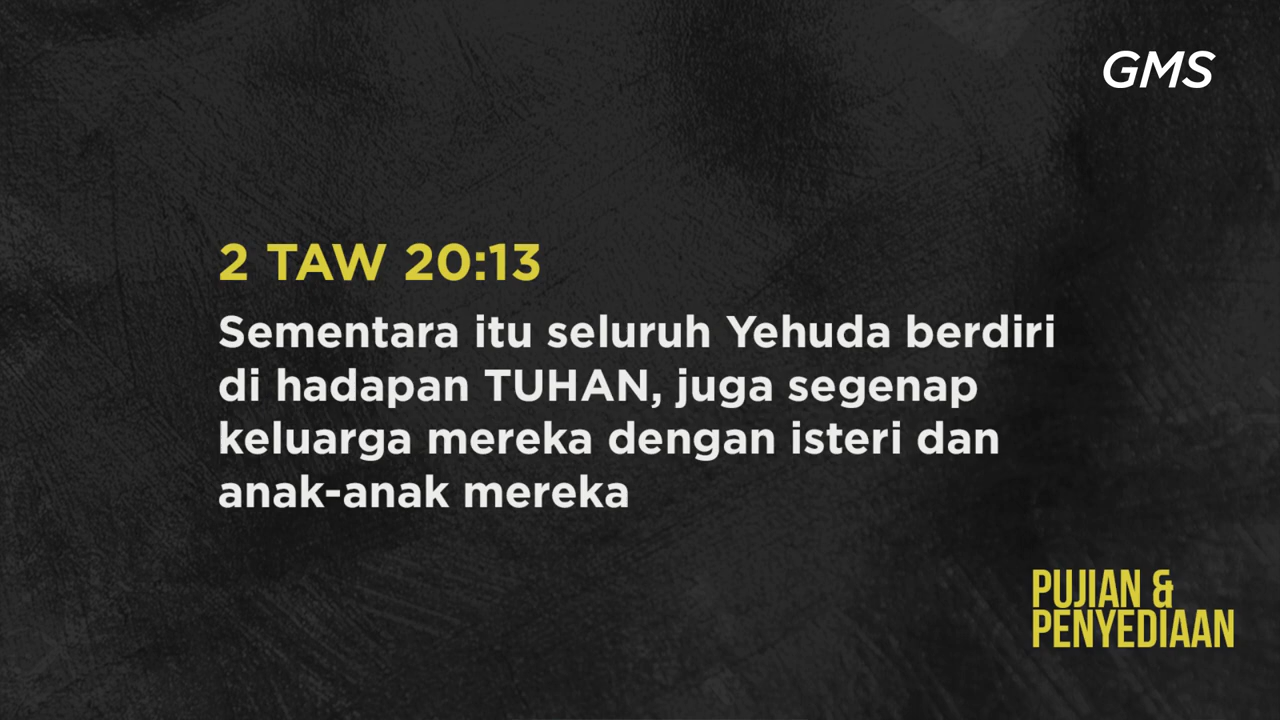 GMS
2 TAW 20:13
Sementara itu seluruh Yehuda berdiri
di hadapan TUHAN, juga segenap
keluarga mereka dengan isteri dan
anak-anak mereka
PUJIAN &
PENYEDIAAN